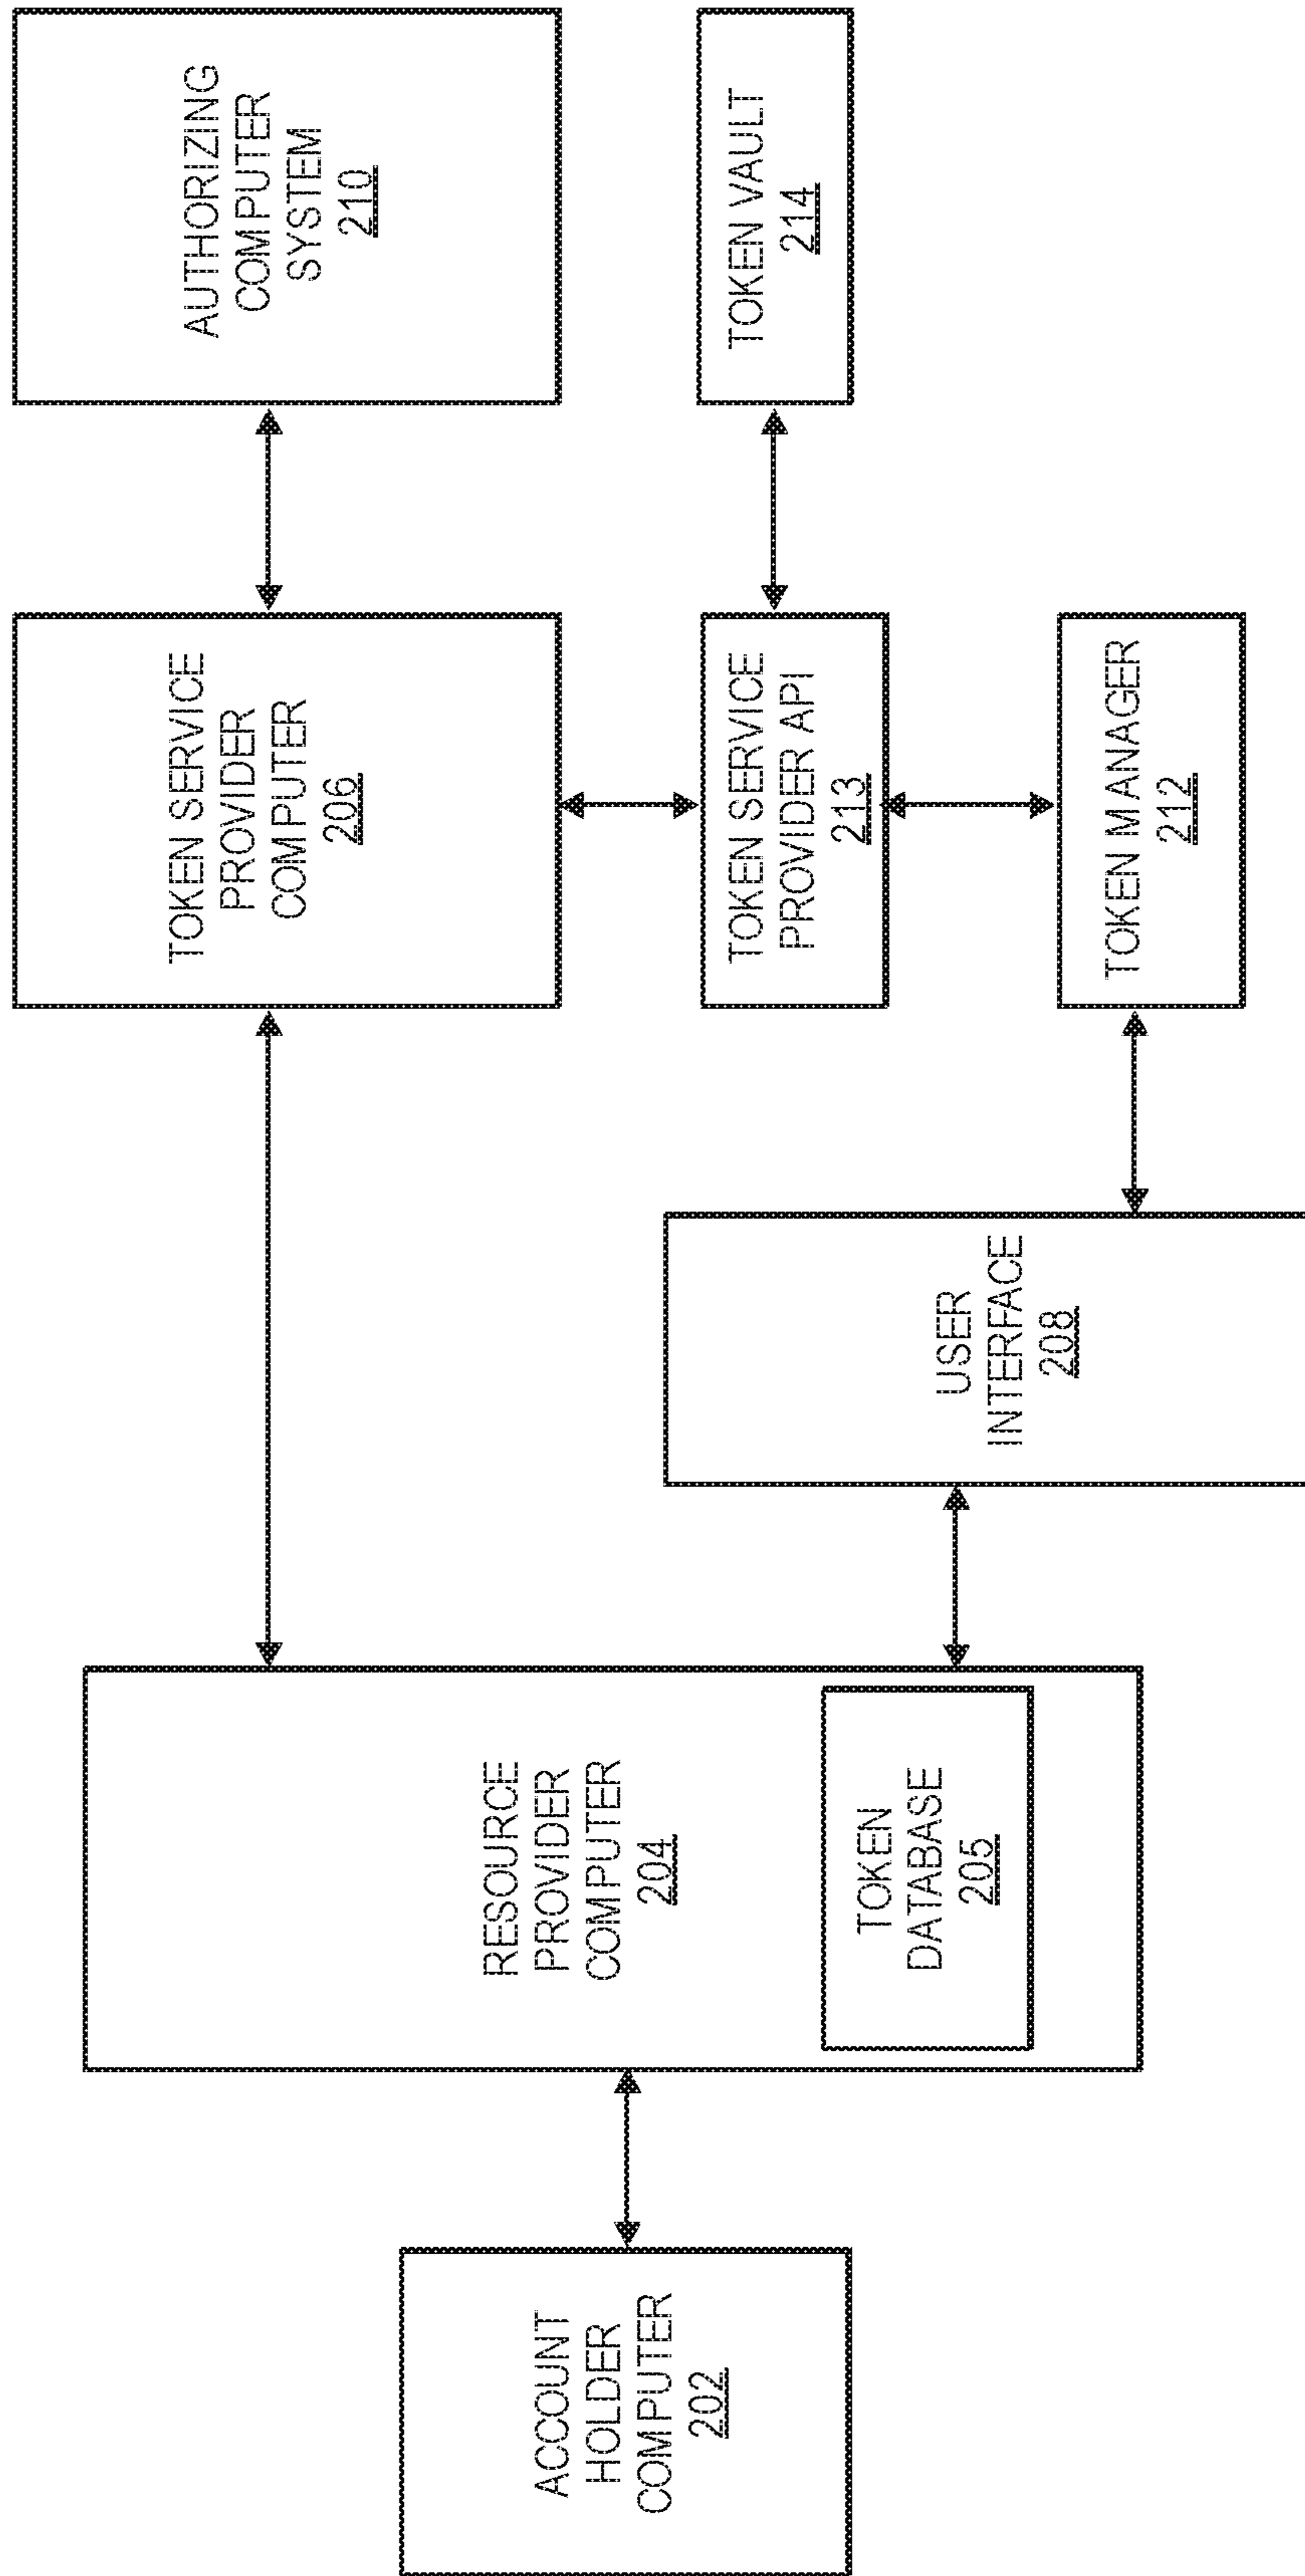 ACCOUNT
HOLDER
COMPUTER
202
RESOURCE
PROVIDER
COMPUTER
204
TOKEN
DATABASE
205
USER
INTERFACE
208
TOKEN SERVICE
PROVIDER
COMPUTER
206
TOKEN SERVICE
PROVIDER API
213
TOKEN MANAGER
212
AUTHORIZING
COMPUTER
SYSTEM
210
TOKEN VAULT
214